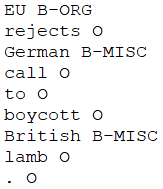 EU B-ORG
rejects O
German B-MISC
call O
to O
boycott O
British B-MISC
lamb O
. O